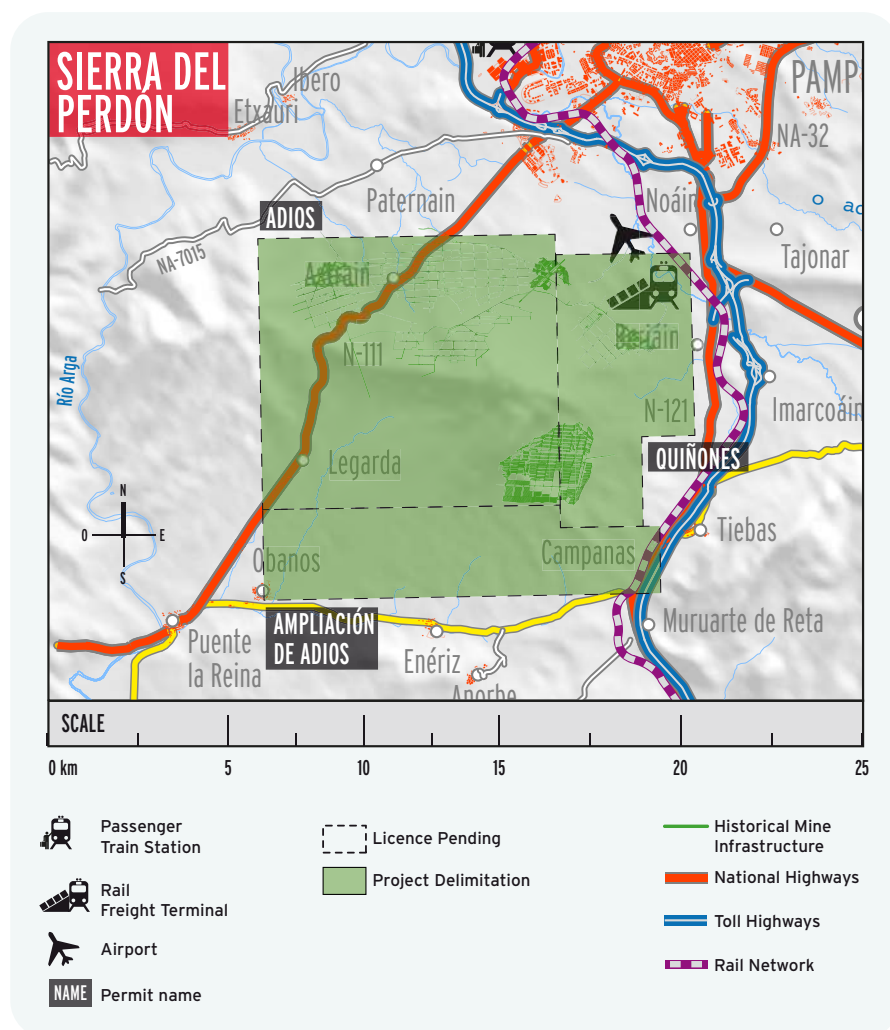 SIERRA DEL
PERDÓN
Ibero
Etxauri
PAMP
NA-32
Paternain
Noáin
ADIOS
NA-7015
Tajonar
Astrain
Beriáin
N-111
Río Arga
Imarcoáin
N-121
Legarda
QUIÑONES
N
O
E
S
Tiebas
Obanos
Campanas
AMPLIACIÓN
DE ADIOS
Muruarte de Reta
Puente
la Reina
Enériz
Anorbe
SCALE
0 km
5
10
15
20
25
Passenger
Train Station
Rail
Freight Terminal
Airport
NAME
Permit name
Licence Pending
Project Delimitation
Historical Mine
Infrastructure
National Highways
Toll Highways
Rail Network